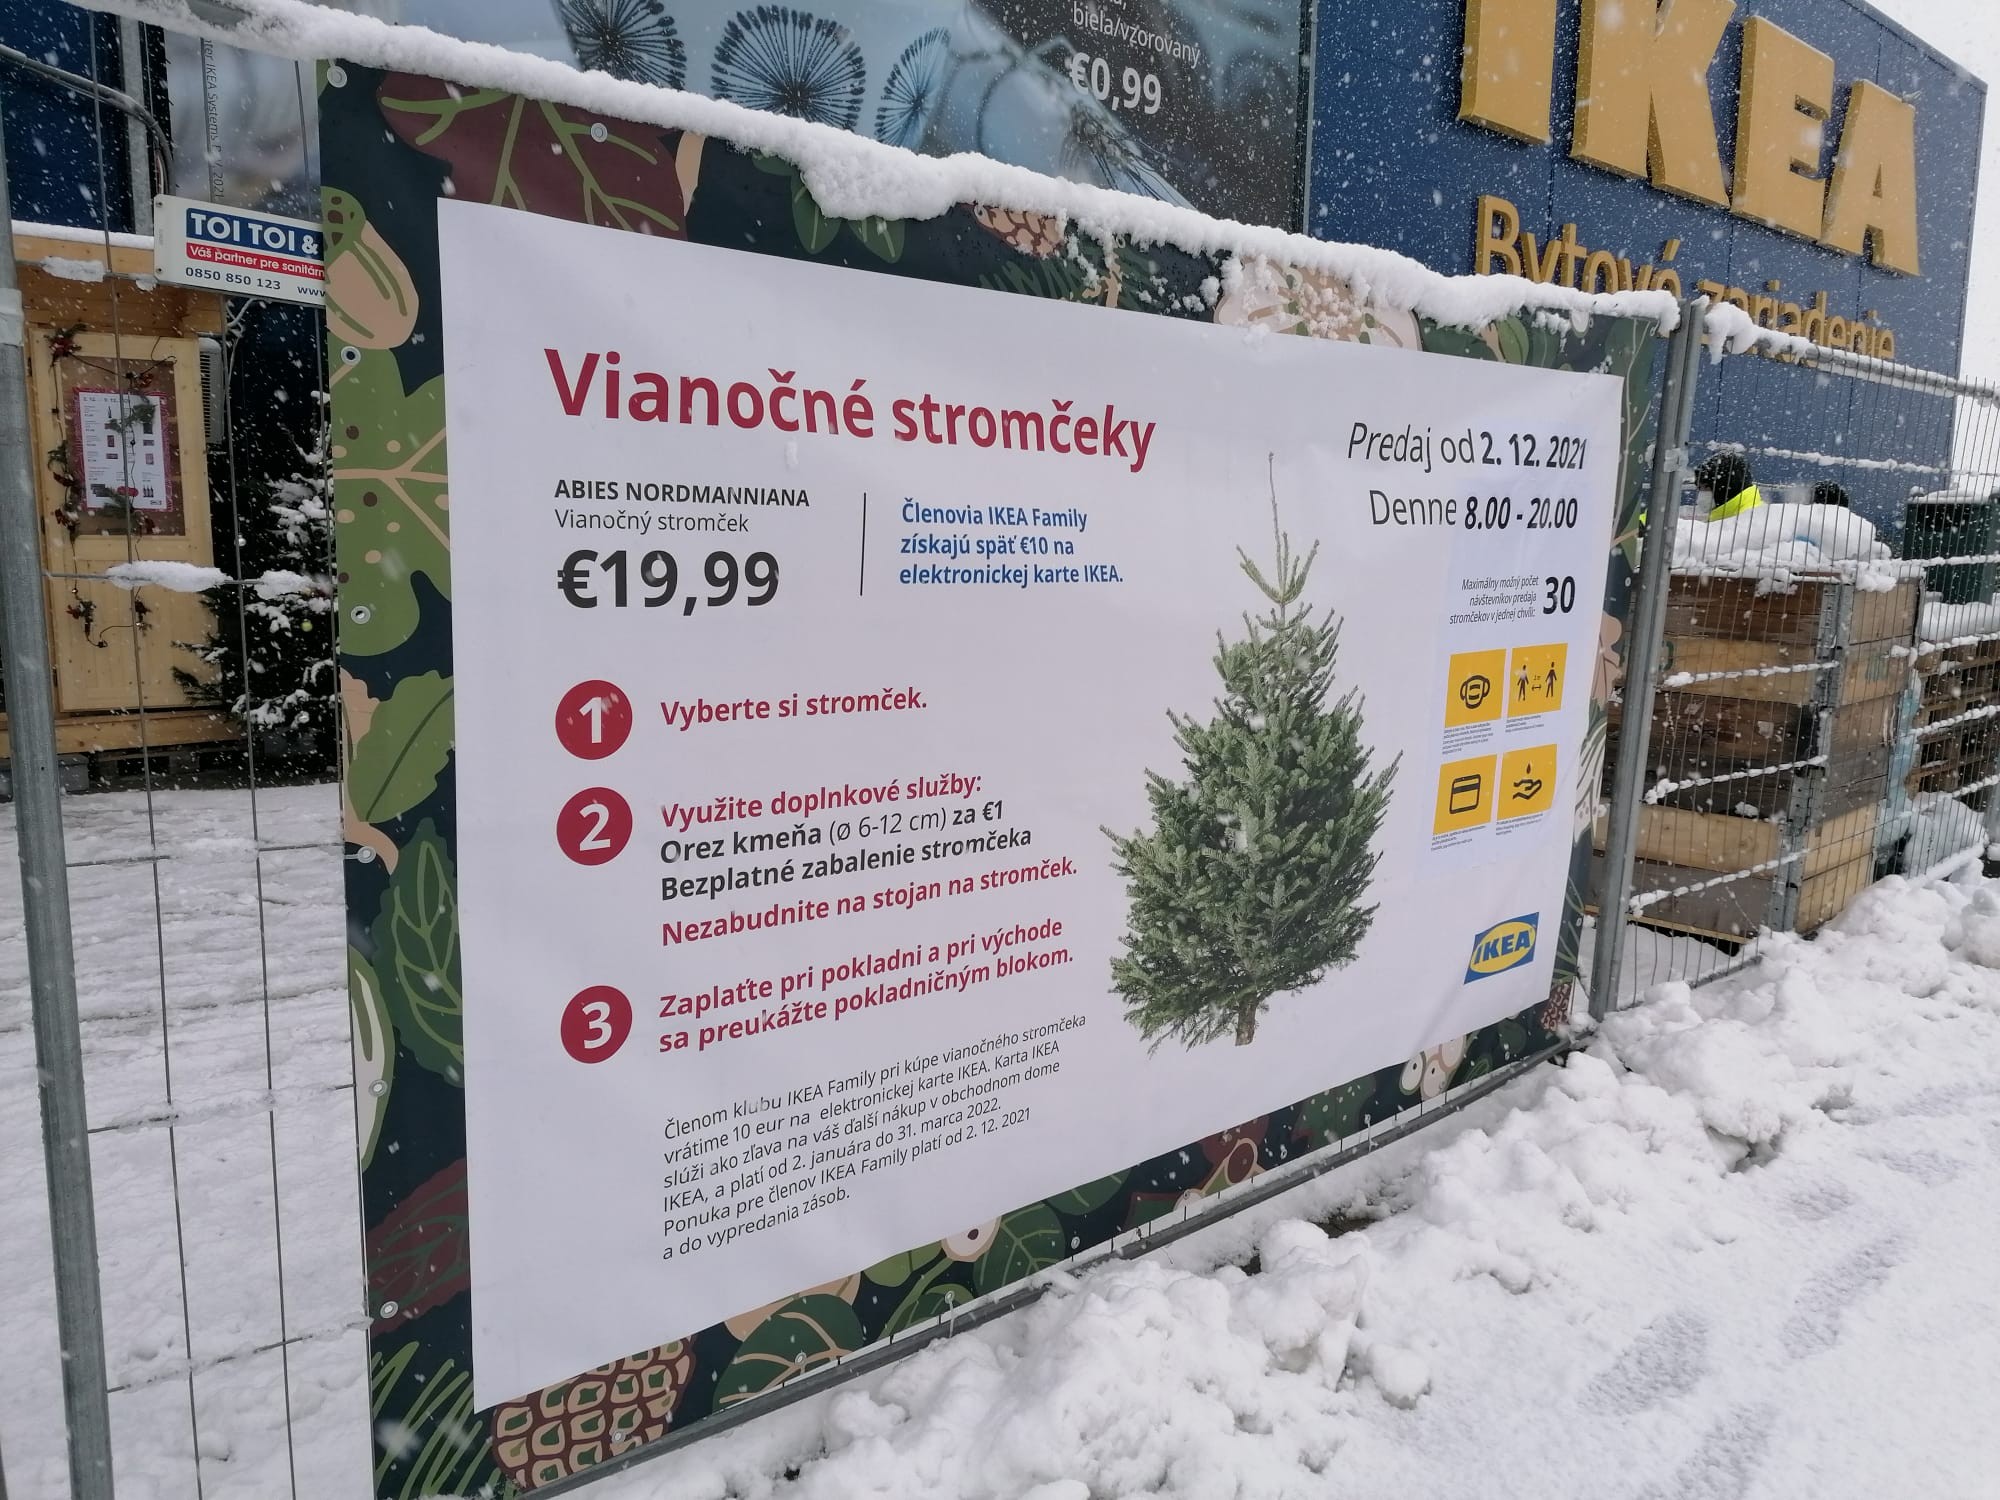 biela/vzorovaný
€0,99
IKEA
Bytové zariadenie
TOI TOI &
Váš partner pre sanitárn
0850 850 123 www
Vianočné stromčeky
ABIES NORDMANNIANA
Vianočný stromček
€19,99
Členovia IKEA Family
získajú späť €10 na
elektronickej karte IKEA.
Predaj od 2. 12. 2021
Denne 8.00 - 20.00
Maximálny možný počet
návštevníkov predaja
stromčekov v jednej chvíli:
30
1
Vyberte si stromček.
2
Využite doplnkové služby:
Orez kmeňa (ø 6-12 cm) za €1
Bezplatné zabalenie stromčeka
Nezabudnite na stojan na stromček.
3
Zaplaťte pri pokladni a pri východe
sa preukážte pokladničným blokom.
Členom klubu IKEA Family pri kúpe vianočného stromčeka
vrátime 10 eur na elektronickej karte IKEA. Karta IKEA
slúži ako zľava na váš ďalší nákup v obchodnom dome
IKEA, a platí od 2. januára do 31. marca 2022.
Ponuka pre členov IKEA Family platí od 2. 12. 2021
a do vypredania zásob.
IKEA